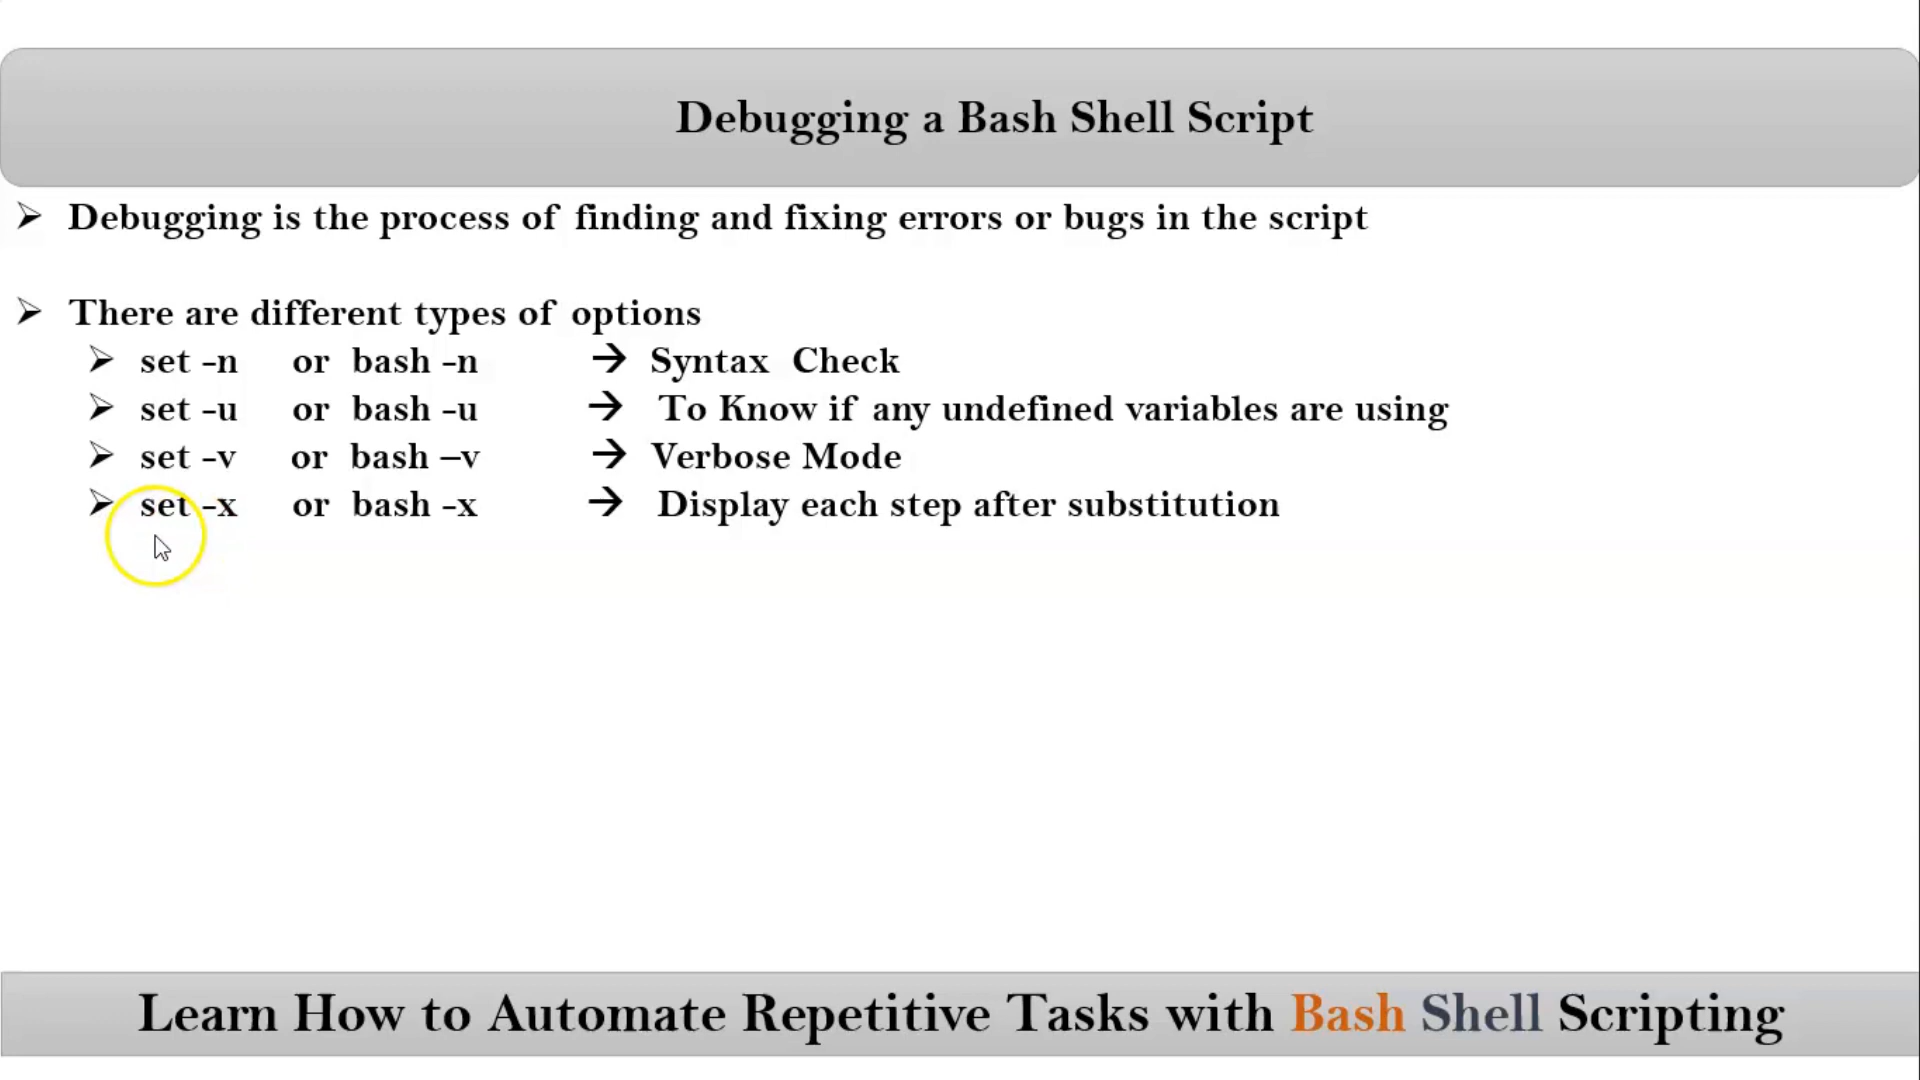 Debugging a Bash Shell Script
➢ Debugging is the process of finding and fixing errors or bugs in the script
➢ There are different types of options
➢ set -n or bash -n → Syntax Check
➢ set -u or bash -u → To Know if any undefined variables are using
➢ set -v or bash –v → Verbose Mode
➢ set -x or bash -x → Display each step after substitution
Learn How to Automate Repetitive Tasks with Bash Shell Scripting